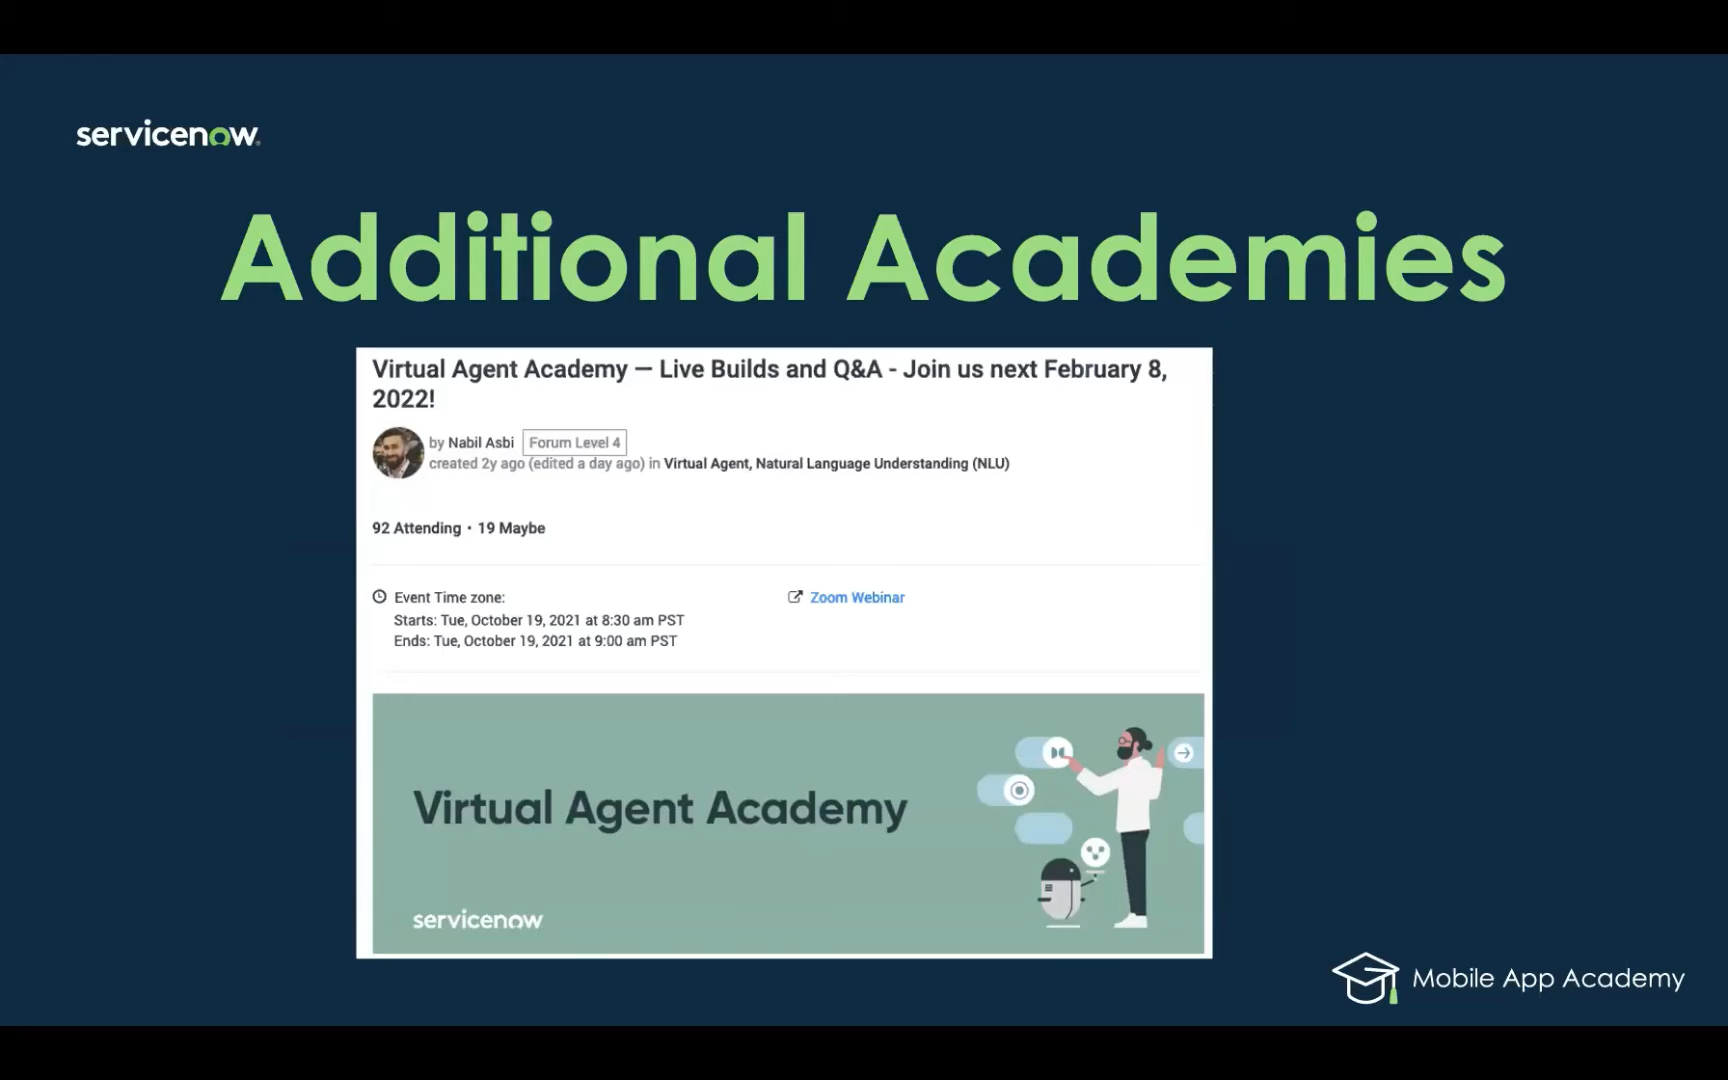 servicenow
Additional Academies
Virtual Agent Academy — Live Builds and Q&A - Join us next February 8,
2022!
by Nabil Asbi Forum Level 4
created 2y ago (edited a day ago) in Virtual Agent, Natural Language Understanding (NLU)
92 Attending • 19 Maybe
Event Time zone:
Starts: Tue, October 19, 2021 at 8:30 am PST
Ends: Tue, October 19, 2021 at 9:00 am PST
Zoom Webinar
Virtual Agent Academy
servicenow
Mobile App Academy